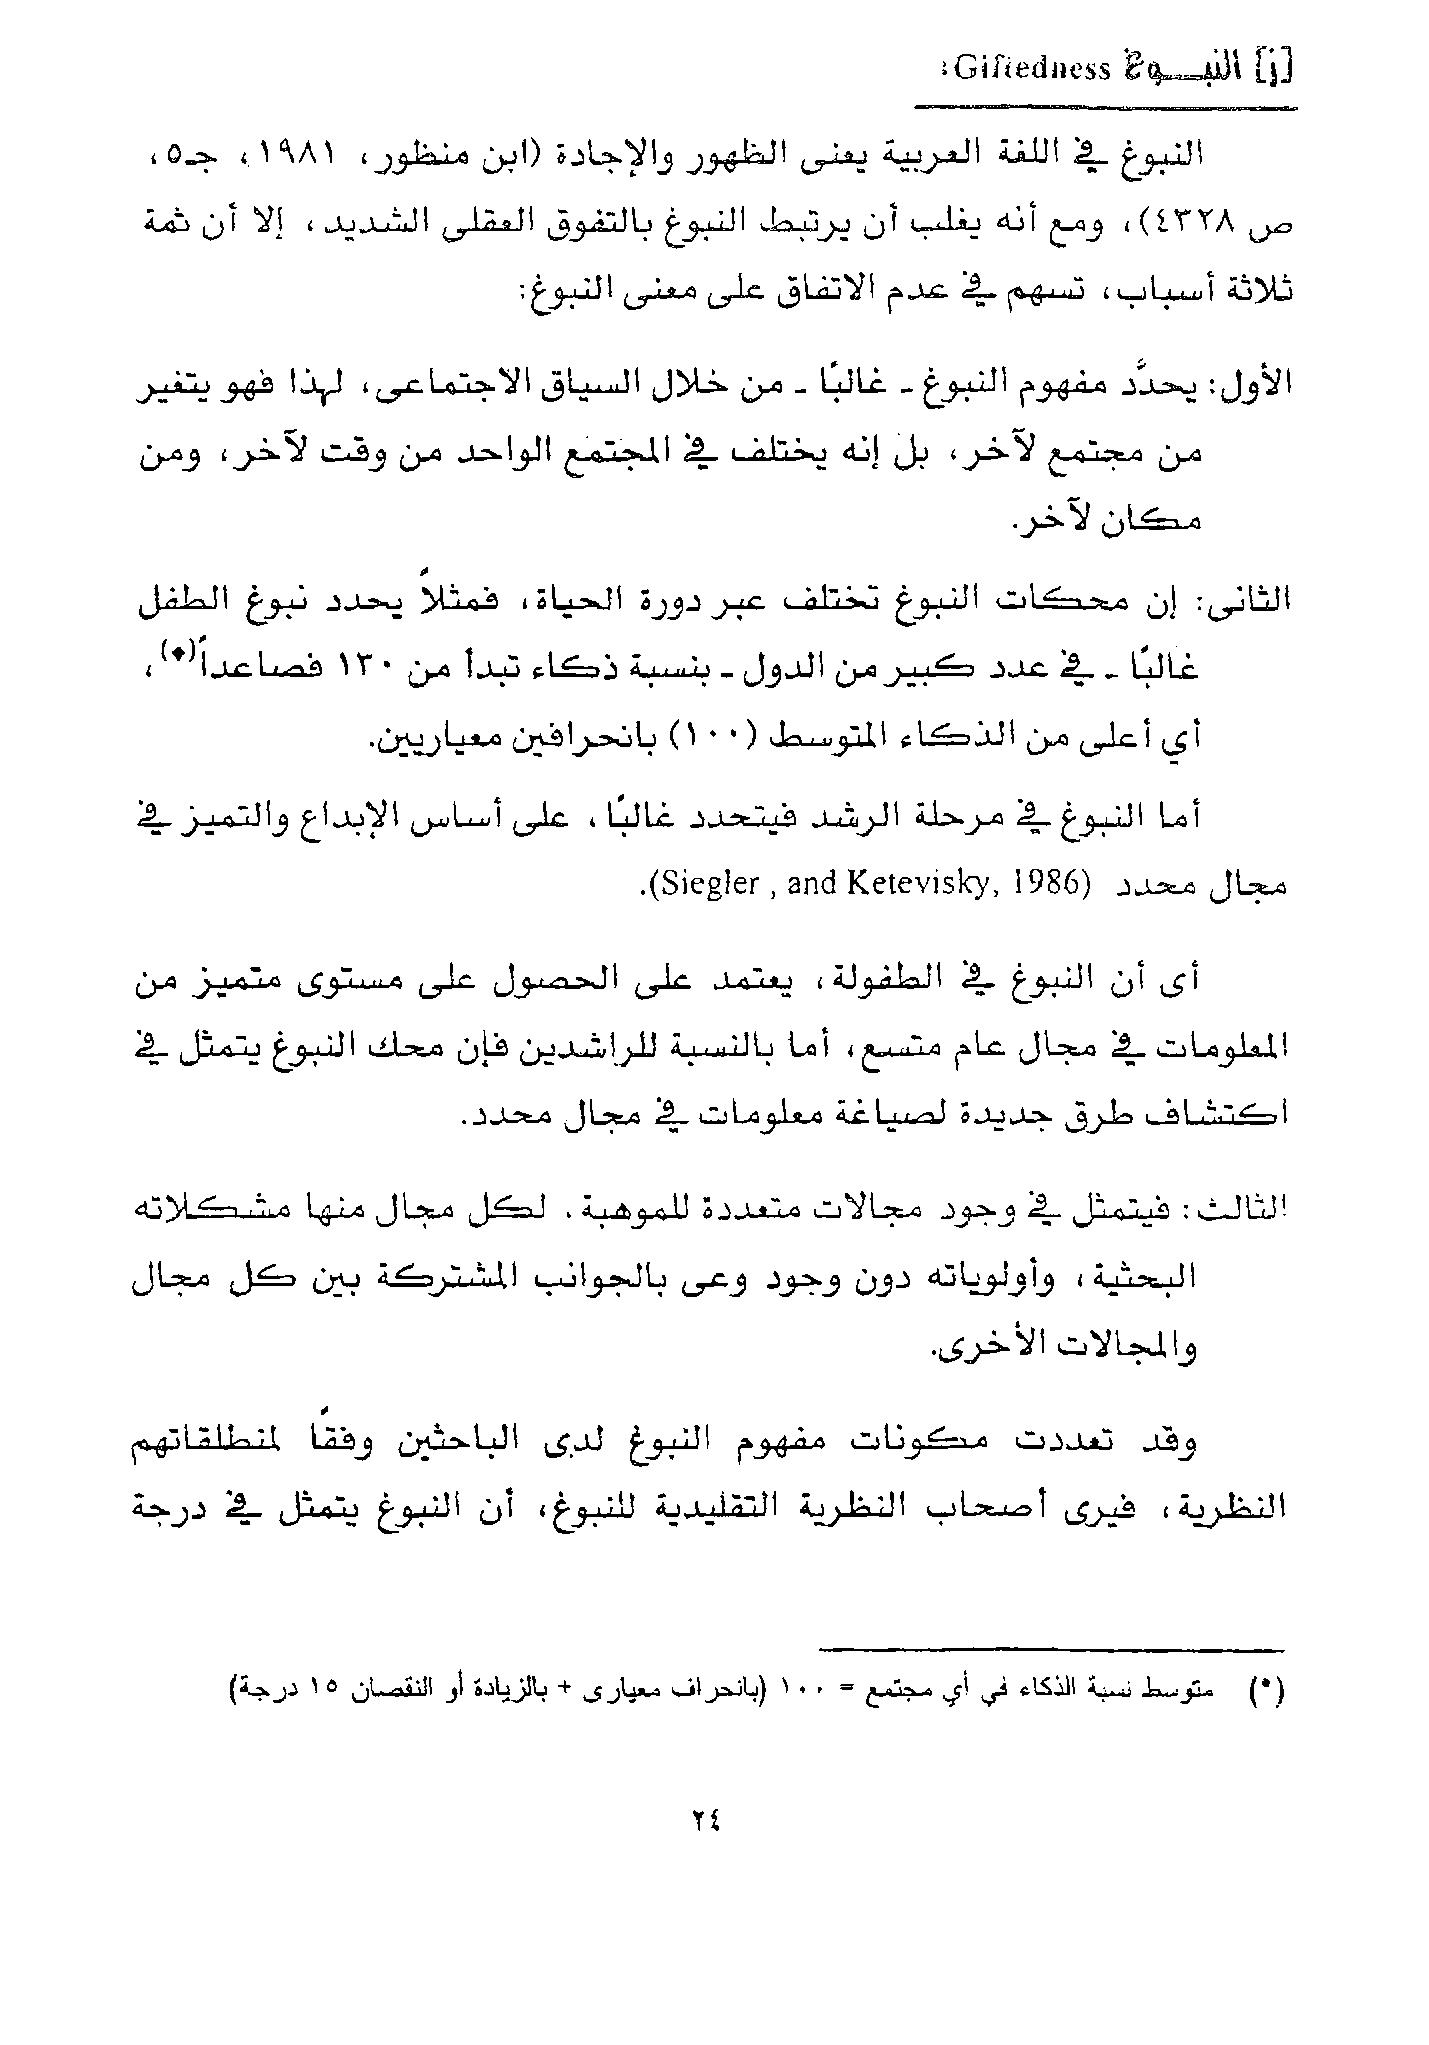 [ز] النبـــوغ Giftedness:
النبوغ في اللغة العربية يعنى الظهور والإجادة (ابن منظور، ١٩٨١، جـ٥،
ص ٤٣٢٨)، ومع أنه يغلب أن يرتبط النبوغ بالتفوق العقلى الشديد، إلا أن ثمة
ثلاثة أسباب، تسهم في عدم الاتفاق على معنى النبوغ:
الأول: يحدَّد مفهوم النبوغ - غالبًا - من خلال السياق الاجتماعى، لهذا فهو يتغير
من مجتمع لآخر، بل إنه يختلف في المجتمع الواحد من وقت لآخر، ومن
مكان لآخر.
الثانى: إن محكات النبوغ تختلف عبر دورة الحياة، فمثلاً يحدد نبوغ الطفل
غالبًا - في عدد كبير من الدول - بنسبة ذكاء تبدأ من ١٣٠ فصاعداً(♦)،
أي أعلى من الذكاء المتوسط (١٠٠) بانحرافين معياريين.
أما النبوغ في مرحلة الرشد فيتحدد غالبًا، على أساس الإبداع والتميز في
مجال محدد (Siegler , and Ketevisky, 1986).
أى أن النبوغ في الطفولة، يعتمد على الحصول على مستوى متميز من
المعلومات في مجال عام متسع، أما بالنسبة للراشدين فإن محك النبوغ يتمثل في
اكتشاف طرق جديدة لصياغة معلومات في مجال محدد.
الثالث: فيتمثل في وجود مجالات متعددة للموهبة. لكل مجال منها مشكلاته
البحثية، وأولوياته دون وجود وعى بالجوانب المشتركة بين كل مجال
والمجالات الأخرى.
وقد تعددت مكونات مفهوم النبوغ لدى الباحثين وفقًا لمنطلقاتهم
النظرية، فيرى أصحاب النظرية التقليدية للنبوغ، أن النبوغ يتمثل في درجة
(*) متوسط نسبة الذكاء في أي مجتمع = ١٠٠ (بانحراف معيارى + بالزيادة أو النقصان ١٥ درجة)
٢٤